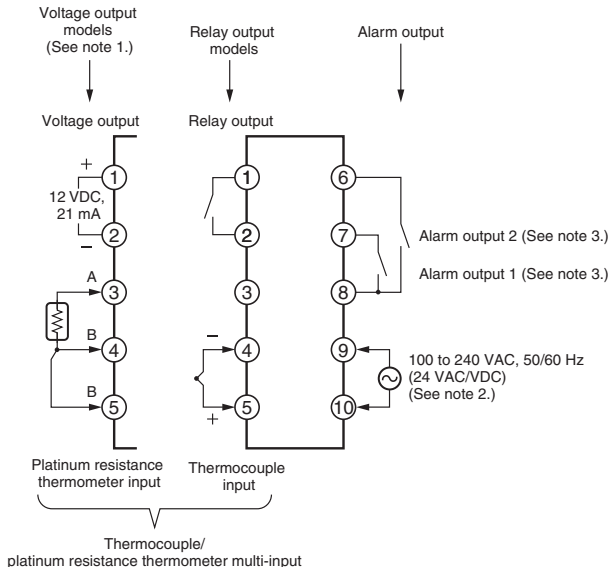 Voltage output
models
(See note 1.)
Relay output
models
Alarm output
Voltage output
Relay output
+
12 VDC,
21 mA
−
1
2
A
3
B
4
B
5
1
2
3
−
4
5
+
6
7
8
9
10
Alarm output 2 (See note 3.)
Alarm output 1 (See note 3.)
100 to 240 VAC, 50/60 Hz
(24 VAC/VDC)
(See note 2.)
Platinum resistance
thermometer input
Thermocouple
input
Thermocouple/
platinum resistance thermometer multi-input